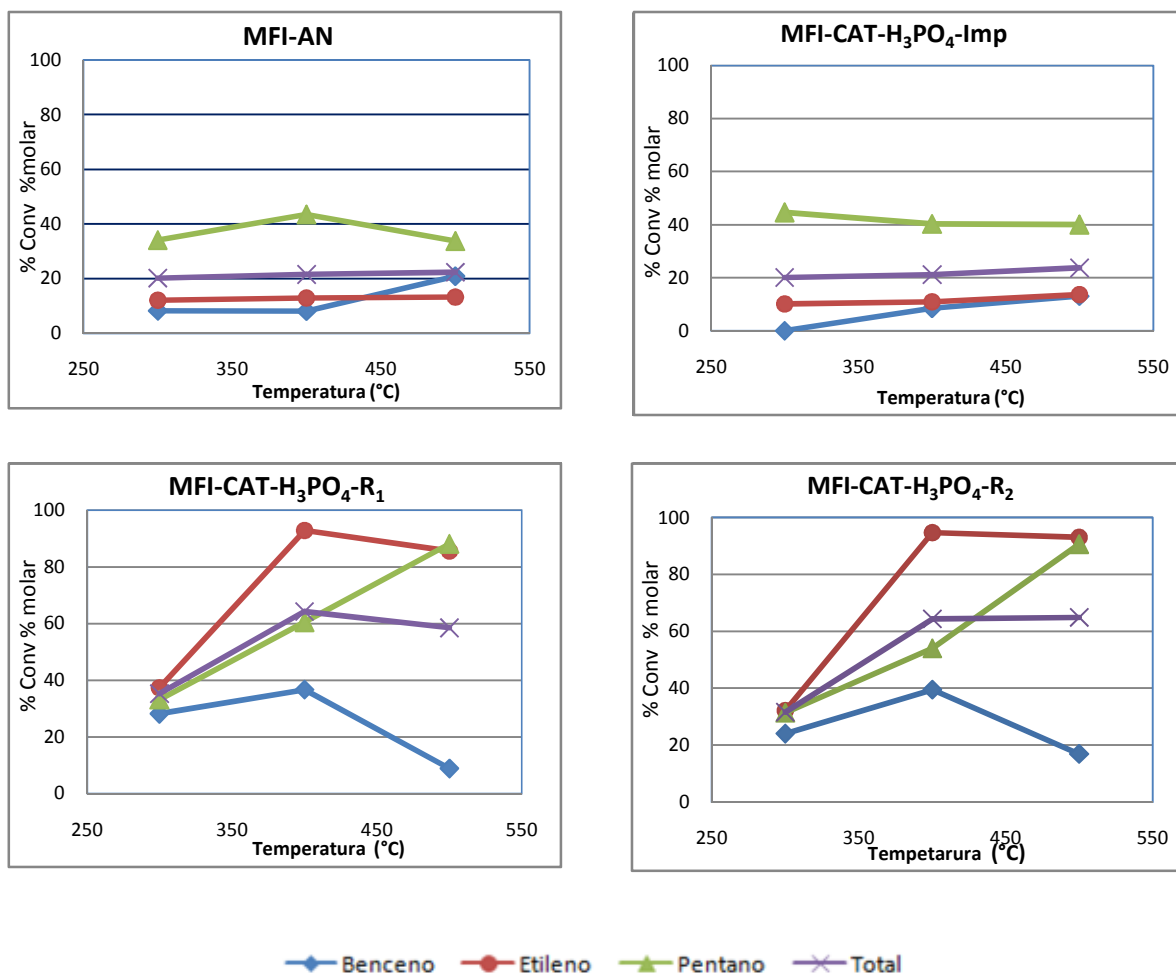 MFI-AN
% Conv %molar
100
80
60
40
20
0
250 350 450 550
Temperatura (°C)
MFI-CAT-H₃PO₄-Imp
% Conv % molar
100
80
60
40
20
0
250 350 450 550
Temperatura (°C)
MFI-CAT-H₃PO₄-R₁
% Conv % molar
100
80
60
40
20
0
250 350 450 550
Temperatura (°C)
MFI-CAT-H₃PO₄-R₂
% Conv % molar
100
80
60
40
20
0
250 350 450 550
Tempetarura (°C)
Benceno Etileno Pentano Total